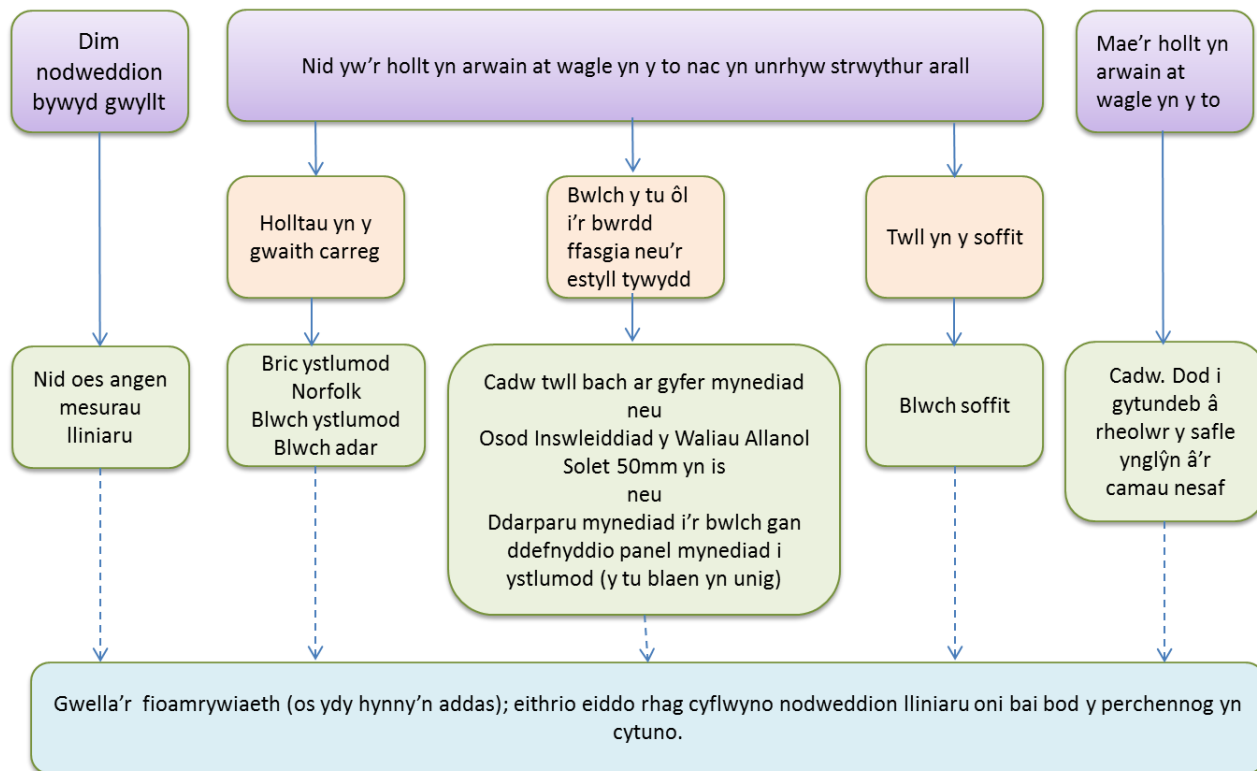 Dim
nodweddion
bywyd gwyllt
Nid yw'r hollt yn arwain at wagle yn y to nac yn unrhyw strwythur arall
Mae'r hollt yn
arwain at
wagle yn y to
Holltau yn y
gwaith carreg
Bwlch y tu ôl
i'r bwrdd
ffasgia neu'r
estyll tywydd
Twll yn y soffit
Nid oes angen
mesurau
lliniaru
Bric ystlumod
Norfolk
Blwch ystlumod
Blwch adar
Cadw twll bach ar gyfer mynediad
neu
Osod Inswleiddiad y Waliau Allanol
Solet 50mm yn is
neu
Ddarparu mynediad i'r bwlch gan
ddefnyddio panel mynediad i
ystlumod (y tu blaen yn unig)
Blwch soffit
Cadw. Dod i
gytundeb â
rheolwr y safle
ynglŷn â'r
camau nesaf
Gwella'r fioamrywiaeth (os ydy hynny'n addas); eithrio eiddo rhag cyflwyno nodweddion lliniaru oni bai bod y perchennog yn
cytuno.